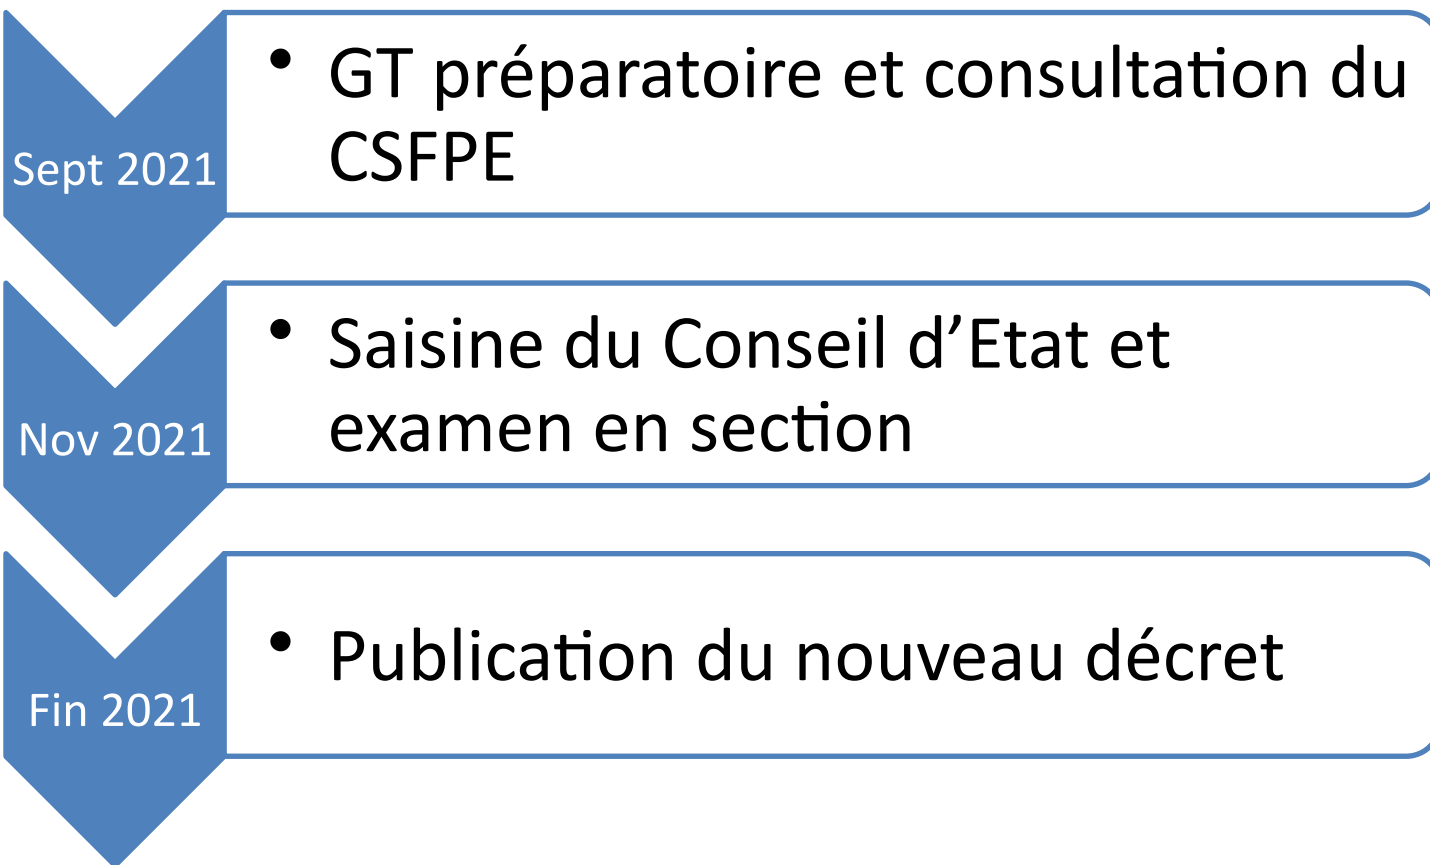 Sept 2021
• GT préparatoire et consultation du
CSFPE
Nov 2021
• Saisine du Conseil d’Etat et
examen en section
Fin 2021
• Publication du nouveau décret